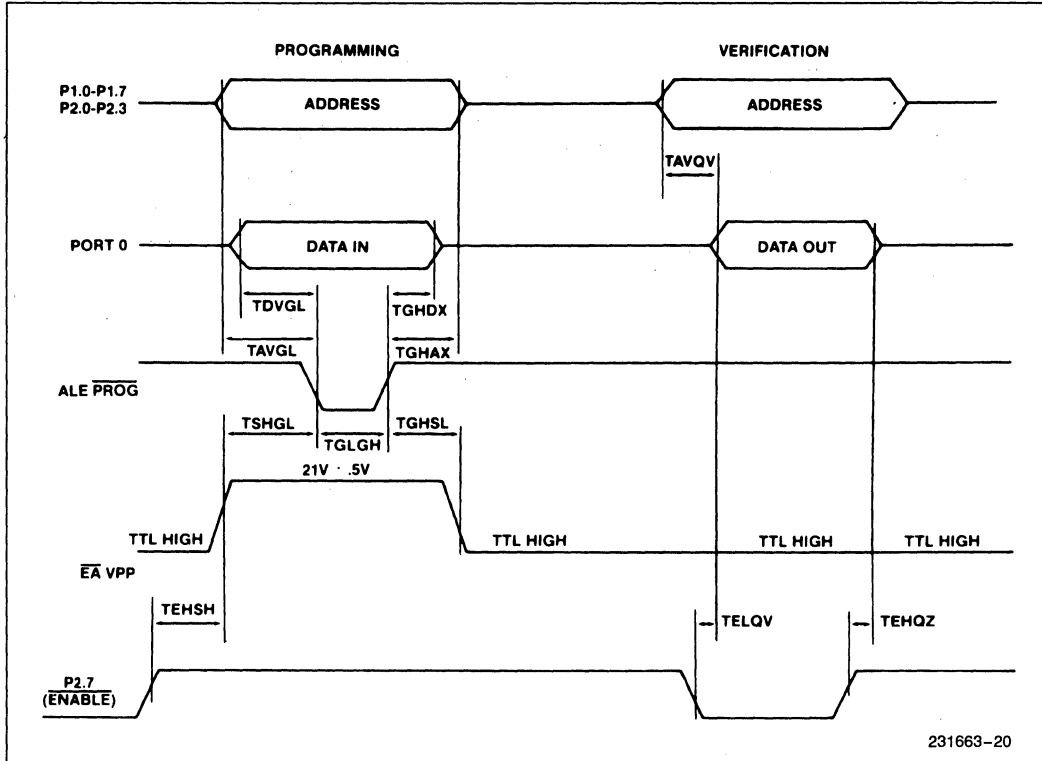 PROGRAMMING VERIFICATION
P1.0-P1.7
P2.0-P2.3
ADDRESS ADDRESS
TAVQV
PORT 0 DATA IN DATA OUT
TDVGL TGHDX
TAVGL TGHAX
ALE PROG
TSHGL TGLGH TGHSL
21V · .5V
TTL HIGH TTL HIGH TTL HIGH TTL HIGH
EA VPP
TEHSH TELQV TEHQZ
P2.7
(ENABLE)
231663-20